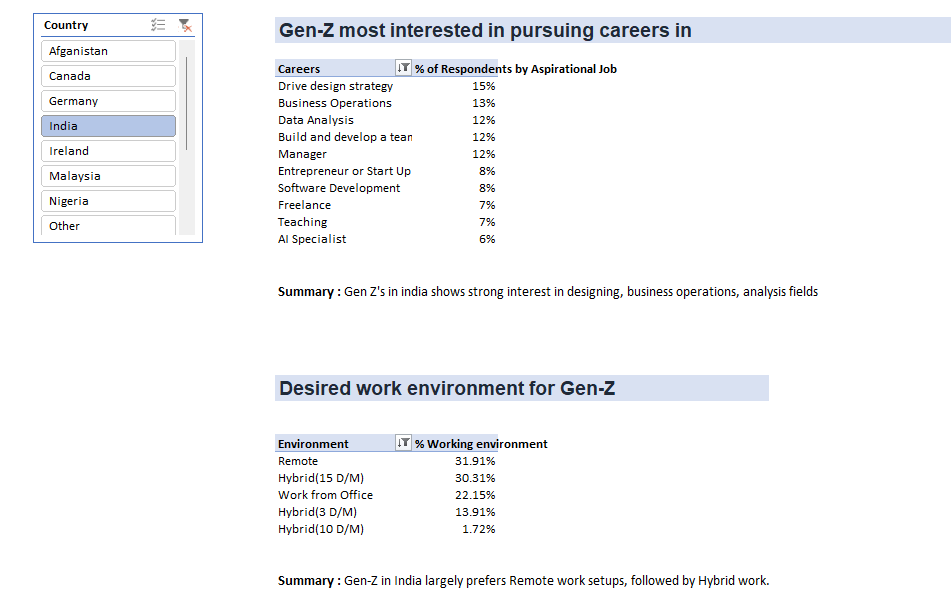 Country
Afganistan
Canada
Germany
India
Ireland
Malaysia
Nigeria
Other
Gen-Z most interested in pursuing careers in
Careers % of Respondents by Aspirational Job
Drive design strategy 15%
Business Operations 13%
Data Analysis 12%
Build and develop a team 12%
Manager 12%
Entrepreneur or Start Up 8%
Software Development 8%
Freelance 7%
Teaching 7%
AI Specialist 6%
Summary : Gen Z's in india shows strong interest in designing, business operations, analysis fields
Desired work environment for Gen-Z
Environment % Working environment
Remote 31.91%
Hybrid(15 D/M) 30.31%
Work from Office 22.15%
Hybrid(3 D/M) 13.91%
Hybrid(10 D/M) 1.72%
Summary : Gen-Z in India largely prefers Remote work setups, followed by Hybrid work.